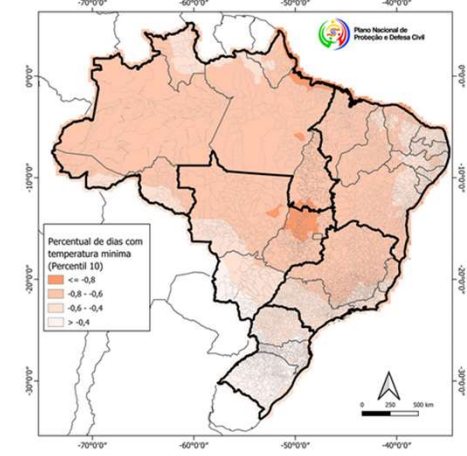 -70°0'0" -60°0'0" -50°0'0" -40°0'0"
Plano Nacional de
Proteção e Defesa Civil
0°0'0" 0°0'0"
-10°0'0" -10°0'0"
Percentual de dias com
temperatura mínima
(Percentil 10)
<= -0,8
-0,8 - -0,6
-0,6 - -0,4
> -0,4
-20°0'0" -20°0'0"
-30°0'0" -30°0'0"
0 250 500 km
-70°0'0" -60°0'0" -50°0'0" -40°0'0"